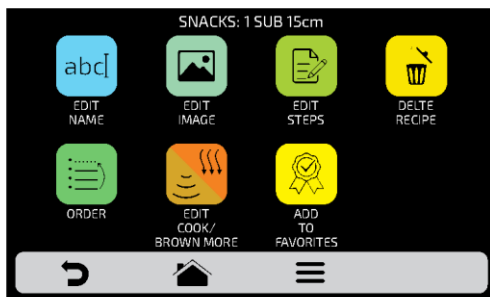 SNACKS: 1 SUB 15cm
abc
EDIT
NAME
EDIT
IMAGE
EDIT
STEPS
DELTE
RECIPE
ORDER
EDIT
COOK/
BROWN MORE
ADD
TO
FAVORITES